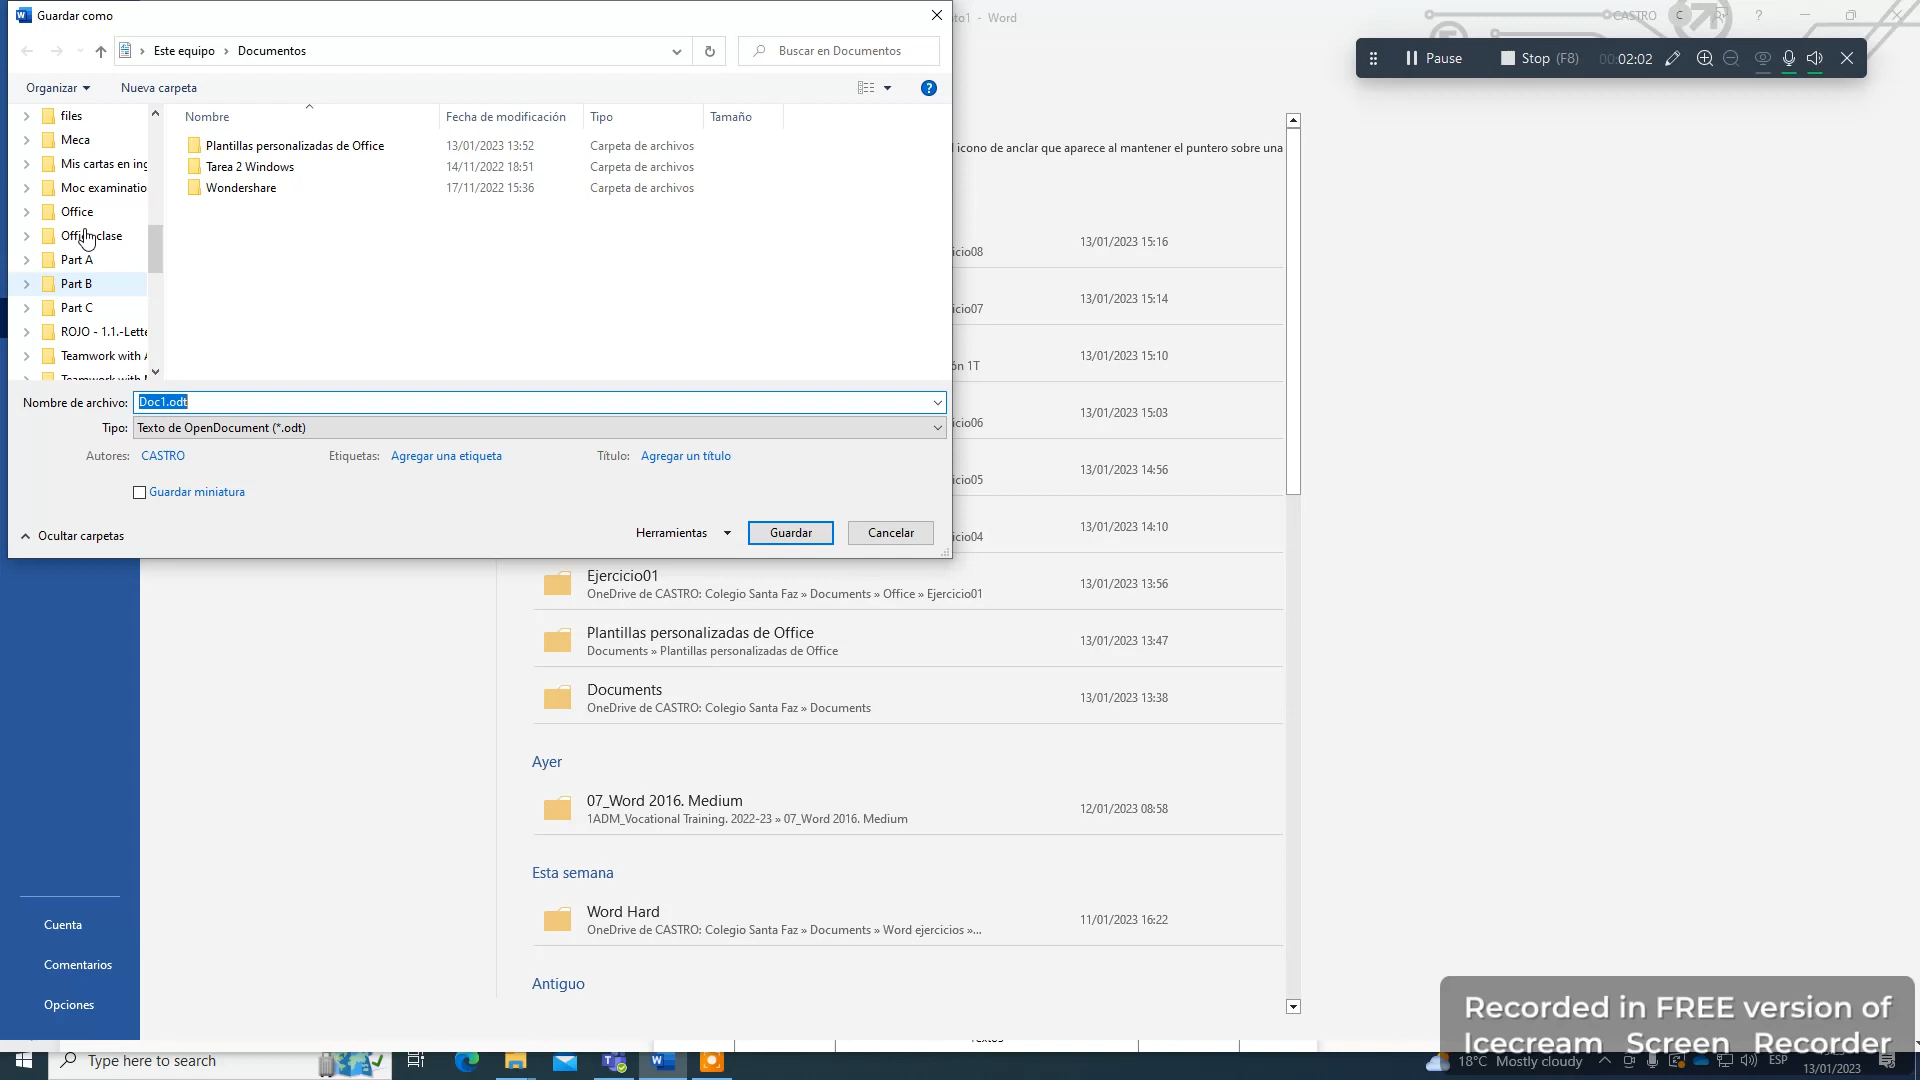 Guardar como
ito1 - Word
CASTRO
C
?
Este equipo
Documentos
Buscar en Documentos
Pause
Stop (F8)
00:02:02
Organizar
Nueva carpeta
?
Nombre
Fecha de modificación
Tipo
Tamaño
files
Meca
Mis cartas en ing
Moc examinatio
Office
Office clase
Part A
Part B
Part C
ROJO - 1.1.-Lette
Teamwork with A
Teamwork with
Plantillas personalizadas de Office
13/01/2023 13:52
Carpeta de archivos
Tarea 2 Windows
14/11/2022 18:51
Carpeta de archivos
Wondershare
17/11/2022 15:36
Carpeta de archivos
l icono de anclar que aparece al mantener el puntero sobre una
Nombre de archivo: Doc1.odt
Tipo: Texto de OpenDocument (*.odt)
Autores: CASTRO
Etiquetas: Agregar una etiqueta
Título: Agregar un título
Guardar miniatura
Ocultar carpetas
Herramientas
Guardar
Cancelar
icio08
13/01/2023 15:16
icio07
13/01/2023 15:14
ón 1T
13/01/2023 15:10
icio06
13/01/2023 15:03
icio05
13/01/2023 14:56
icio04
13/01/2023 14:10
Ejercicio01
OneDrive de CASTRO: Colegio Santa Faz » Documents » Office » Ejercicio01
13/01/2023 13:56
Plantillas personalizadas de Office
Documents » Plantillas personalizadas de Office
13/01/2023 13:47
Documents
OneDrive de CASTRO: Colegio Santa Faz » Documents
13/01/2023 13:38
Ayer
07_Word 2016. Medium
1ADM_Vocational Training. 2022-23 » 07_Word 2016. Medium
12/01/2023 08:58
Esta semana
Word Hard
OneDrive de CASTRO: Colegio Santa Faz » Documents » Word ejercicios »...
11/01/2023 16:22
Antiguo
Cuenta
Comentarios
Opciones
Recorded in FREE version of
Icecream Screen Recorder
Type here to search
18°C Mostly cloudy
ESP
13/01/2023